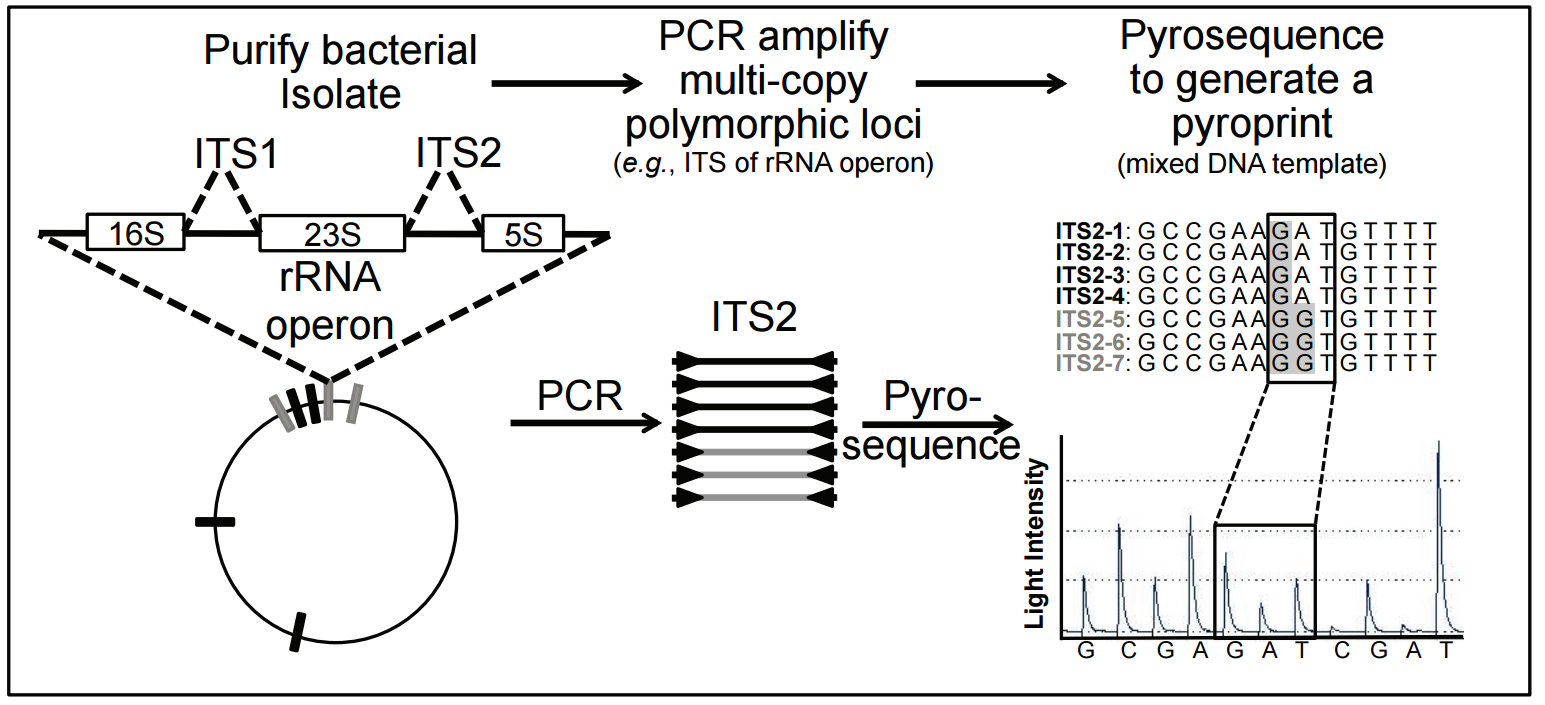 Purify bacterial
Isolate
PCR amplify
multi-copy
polymorphic loci
(e.g., ITS of rRNA operon)
Pyrosequence
to generate a
pyroprint
(mixed DNA template)
ITS1
ITS2
16S
23S
5S
rRNA
operon
PCR
ITS2
Pyro-
sequence
ITS2-1: G C C G A A G A T G T T T T
ITS2-2: G C C G A A G A T G T T T T
ITS2-3: G C C G A A G A T G T T T T
ITS2-4: G C C G A A G A T G T T T T
ITS2-5: G C C G A A G G T G T T T T
ITS2-6: G C C G A A G G T G T T T T
ITS2-7: G C C G A A G G T G T T T T
Light Intensity
G C G A G A T C G A T